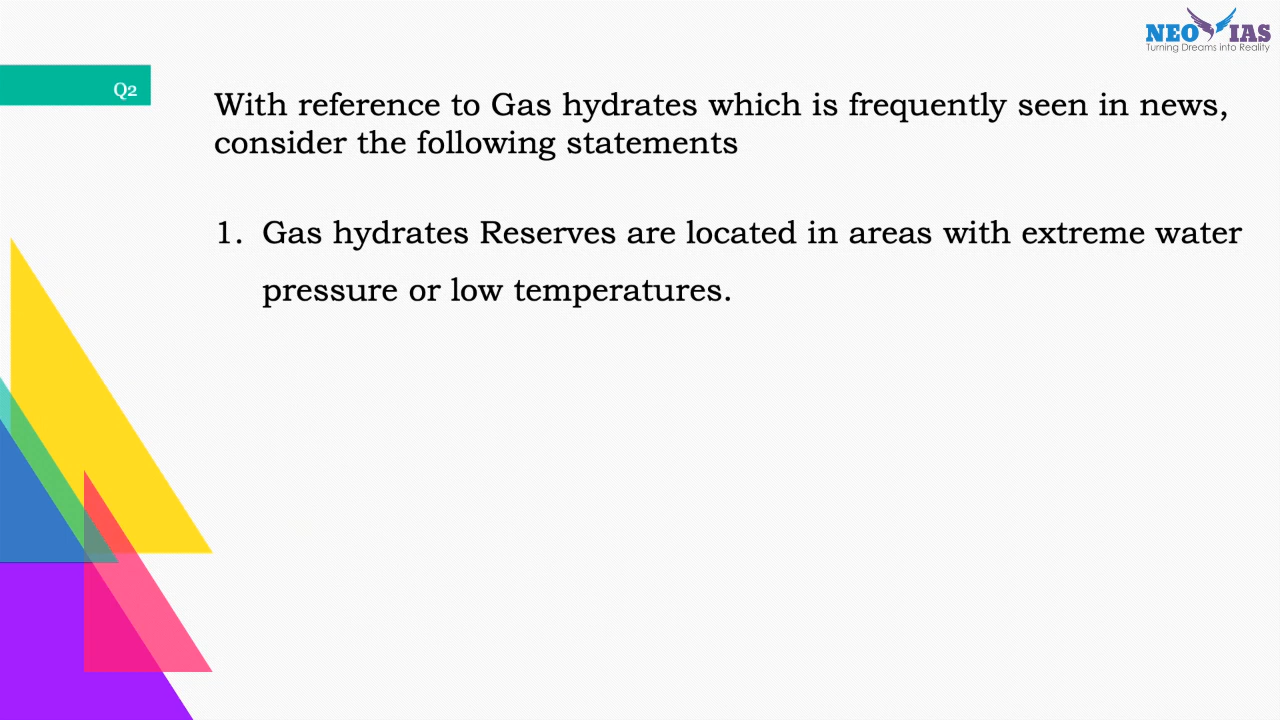 NEO IAS
Turning Dreams into Reality
Q2
With reference to Gas hydrates which is frequently seen in news,
consider the following statements
1. Gas hydrates Reserves are located in areas with extreme water
pressure or low temperatures.